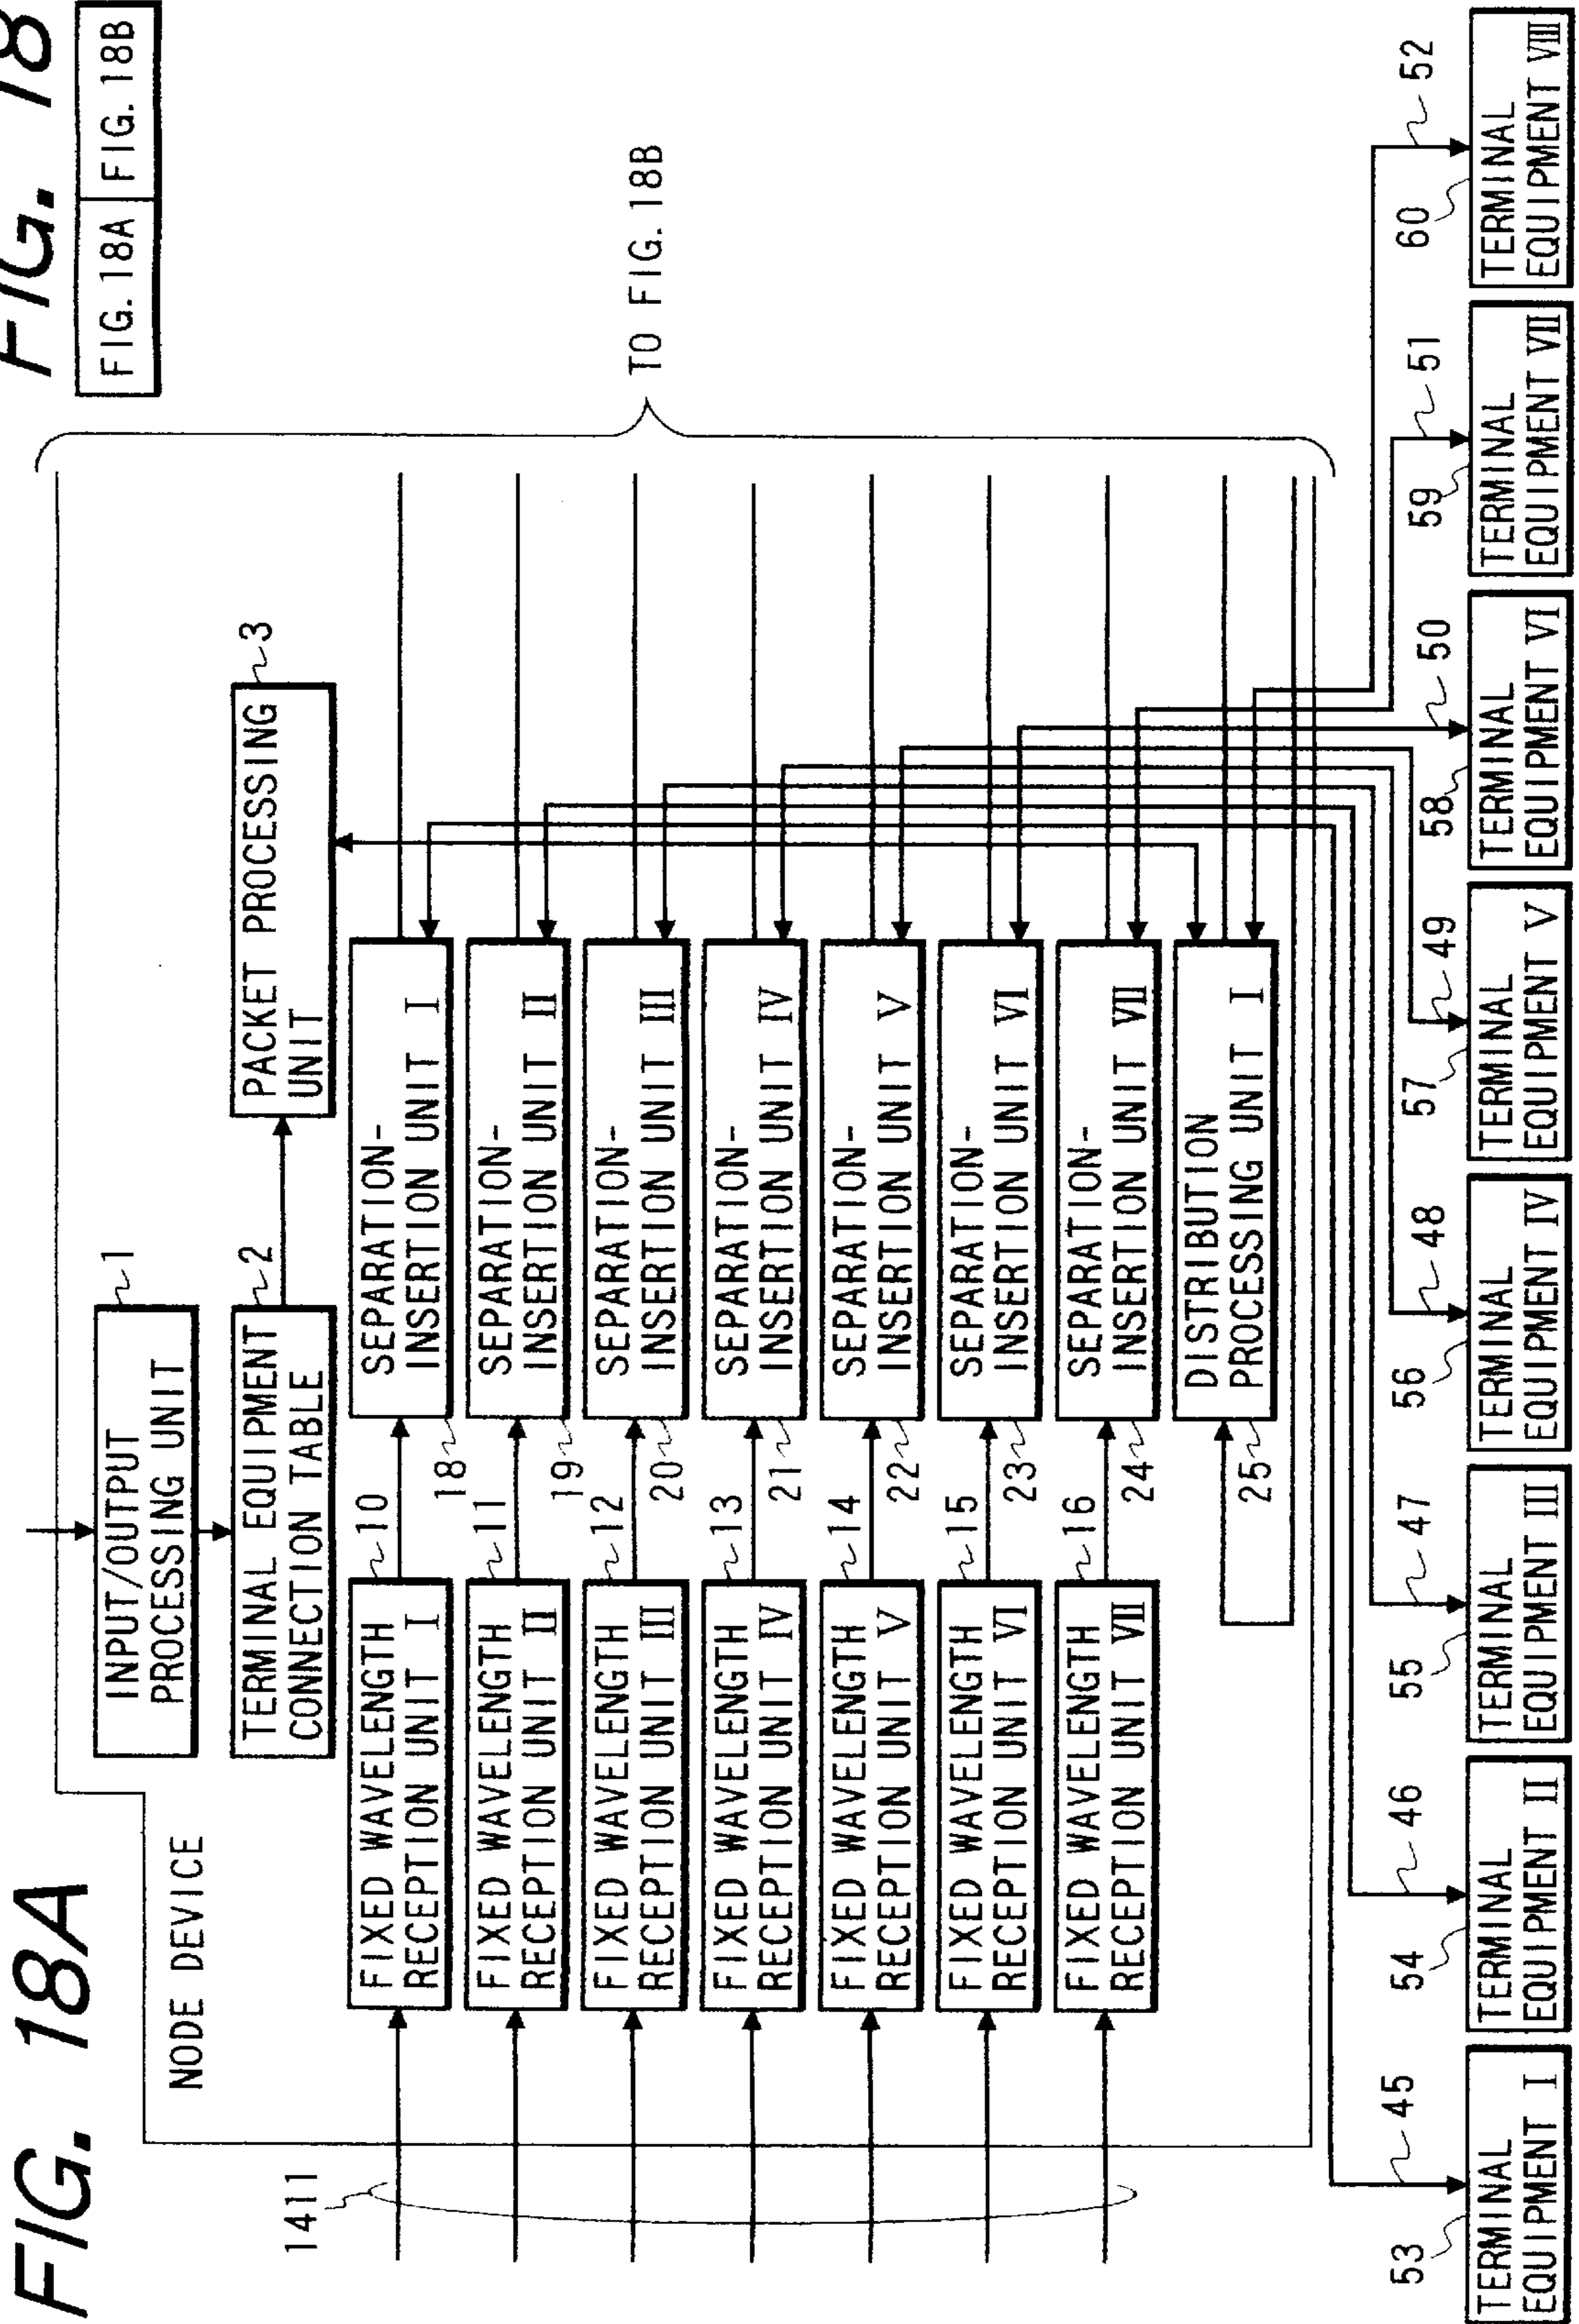 FIG. 18A
FIG. 18
FIG. 18A FIG. 18B
NODE DEVICE
INPUT/OUTPUT
PROCESSING UNIT
1
TERMINAL EQUIPMENT
CONNECTION TABLE
2
PACKET PROCESSING
UNIT
3
1411
FIXED WAVELENGTH
RECEPTION UNIT I
10
SEPARATION-
INSERTION UNIT I
18
FIXED WAVELENGTH
RECEPTION UNIT II
11
SEPARATION-
INSERTION UNIT II
19
FIXED WAVELENGTH
RECEPTION UNIT III
12
SEPARATION-
INSERTION UNIT III
20
FIXED WAVELENGTH
RECEPTION UNIT IV
13
SEPARATION-
INSERTION UNIT IV
21
FIXED WAVELENGTH
RECEPTION UNIT V
14
SEPARATION-
INSERTION UNIT V
22
FIXED WAVELENGTH
RECEPTION UNIT VI
15
SEPARATION-
INSERTION UNIT VI
23
FIXED WAVELENGTH
RECEPTION UNIT VII
16
SEPARATION-
INSERTION UNIT VII
24
DISTRIBUTION
PROCESSING UNIT I
25
TO FIG. 18B
45
46
47
48
49
50
51
52
53
TERMINAL
EQUIPMENT I
54
TERMINAL
EQUIPMENT II
55
TERMINAL
EQUIPMENT III
56
TERMINAL
EQUIPMENT IV
57
TERMINAL
EQUIPMENT V
58
TERMINAL
EQUIPMENT VI
59
TERMINAL
EQUIPMENT VII
60
TERMINAL
EQUIPMENT VIII